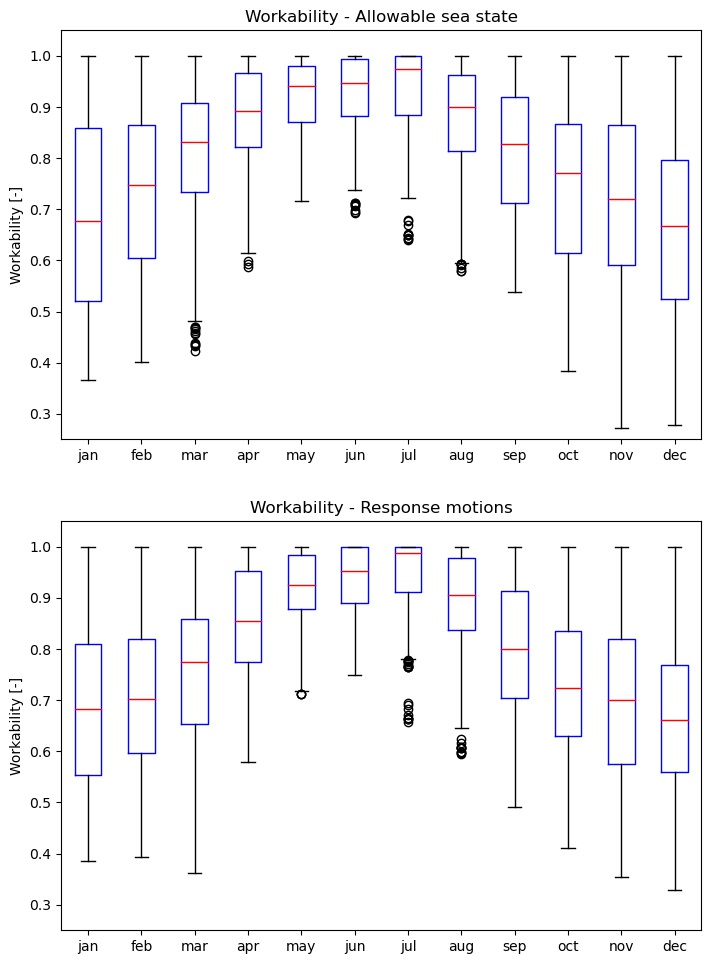 Workability - Allowable sea state
Workability [-]
1.0
0.9
0.8
0.7
0.6
0.5
0.4
0.3
jan feb mar apr may jun jul aug sep oct nov dec
Workability - Response motions
Workability [-]
1.0
0.9
0.8
0.7
0.6
0.5
0.4
0.3
jan feb mar apr may jun jul aug sep oct nov dec